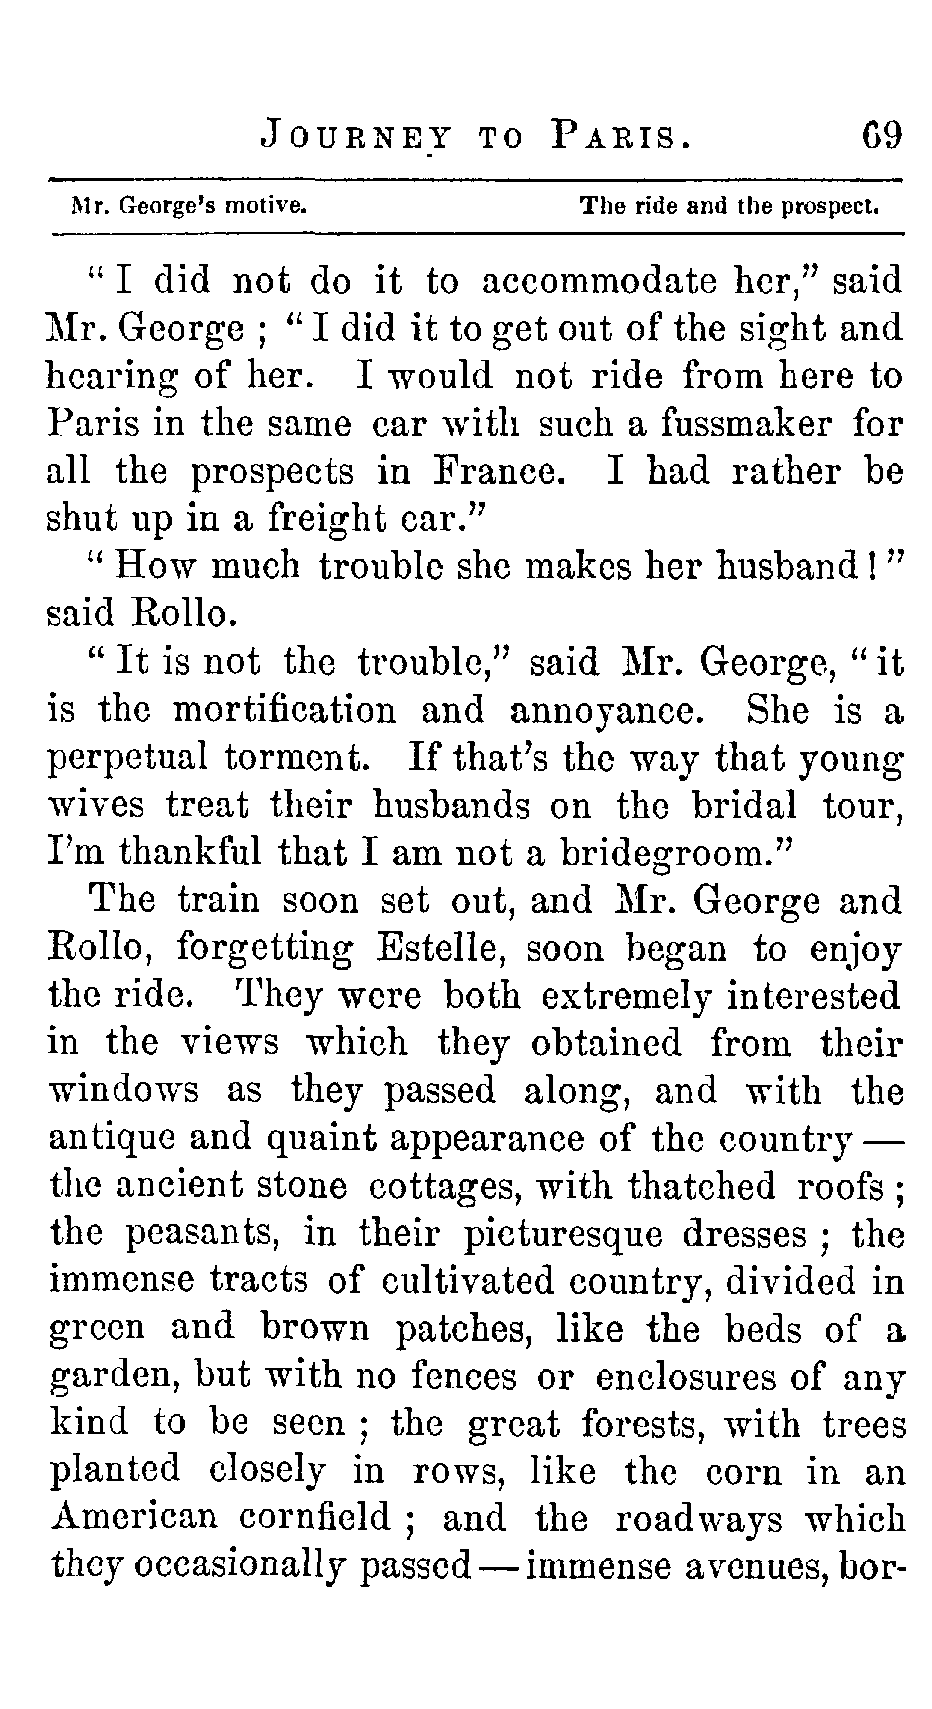 JOURNEY TO PARIS. 69
Mr. George's motive. The ride and the prospect.
“I did not do it to accommodate her,” said
Mr. George ; “I did it to get out of the sight and
hearing of her. I would not ride from here to
Paris in the same car with such a fussmaker for
all the prospects in France. I had rather be
shut up in a freight car.”
“How much trouble she makes her husband!”
said Rollo.
“It is not the trouble,” said Mr. George, “it
is the mortification and annoyance. She is a
perpetual torment. If that's the way that young
wives treat their husbands on the bridal tour,
I'm thankful that I am not a bridegroom.”
The train soon set out, and Mr. George and
Rollo, forgetting Estelle, soon began to enjoy
the ride. They were both extremely interested
in the views which they obtained from their
windows as they passed along, and with the
antique and quaint appearance of the country —
the ancient stone cottages, with thatched roofs ;
the peasants, in their picturesque dresses ; the
immense tracts of cultivated country, divided in
green and brown patches, like the beds of a
garden, but with no fences or enclosures of any
kind to be seen ; the great forests, with trees
planted closely in rows, like the corn in an
American cornfield ; and the roadways which
they occasionally passed — immense avenues, bor-